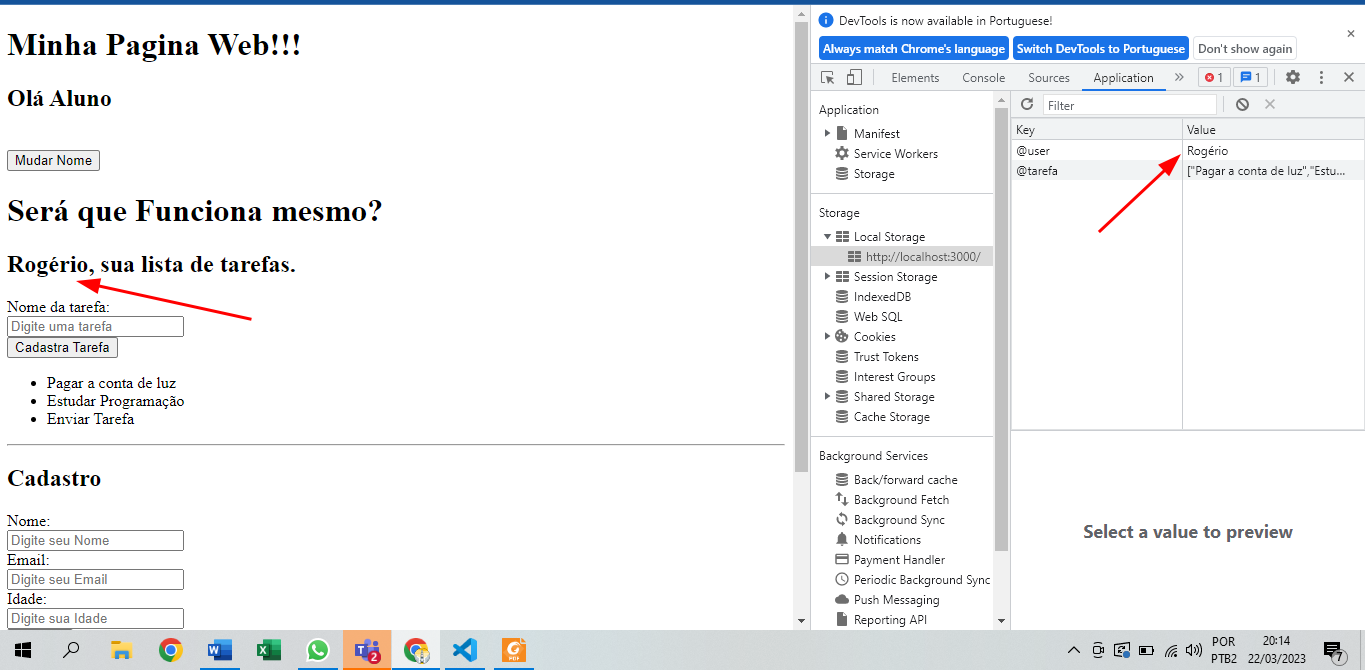 Minha Pagina Web!!!
Olá Aluno
Mudar Nome
Será que Funciona mesmo?
Rogério, sua lista de tarefas.
Nome da tarefa:
Digite uma tarefa
Cadastra Tarefa
Pagar a conta de luz
Estudar Programação
Enviar Tarefa
Cadastro
Nome:
Digite seu Nome
Email:
Digite seu Email
Idade:
Digite sua Idade
DevTools is now available in Portuguese!
Always match Chrome's language Switch DevTools to Portuguese Don't show again
Elements Console Sources Application 1 1
Application
Manifest
Service Workers
Storage
Storage
Local Storage
http://localhost:3000/
Session Storage
IndexedDB
Web SQL
Cookies
Trust Tokens
Interest Groups
Shared Storage
Cache Storage
Background Services
Back/forward cache
Background Fetch
Background Sync
Notifications
Payment Handler
Periodic Background Sync
Push Messaging
Reporting API
Filter
Key Value
@user Rogério
@tarefa ["Pagar a conta de luz","Estu...
Select a value to preview
POR 20:14
PTB2 22/03/2023
2
7